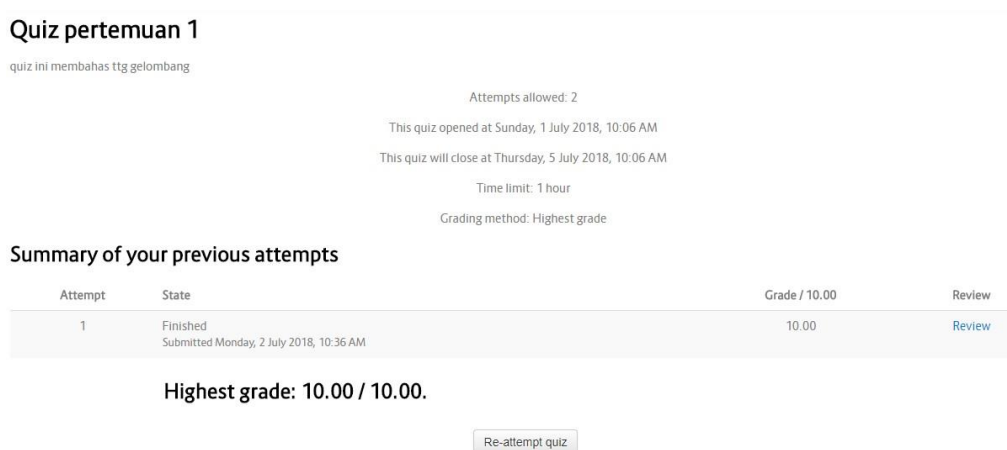 Quiz pertemuan 1
quiz ini membahas ttg gelombang
Attempts allowed: 2
This quiz opened at Sunday, 1 July 2018, 10:06 AM
This quiz will close at Thursday, 5 July 2018, 10:06 AM
Time limit: 1 hour
Grading method: Highest grade
Summary of your previous attempts
Attempt State Grade / 10.00 Review
1 Finished 10.00 Review
Submitted Monday, 2 July 2018, 10:36 AM
Highest grade: 10.00 / 10.00.
Re-attempt quiz